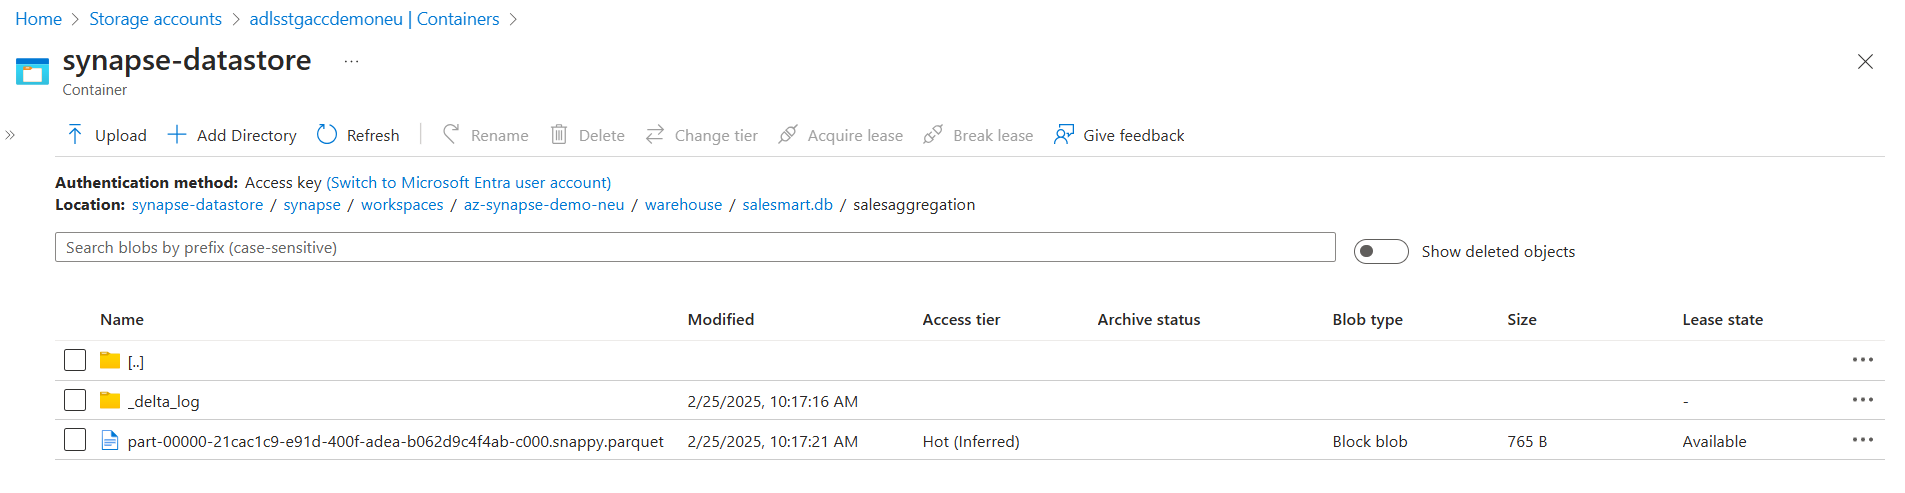 Home > Storage accounts > adlsstgaccdemoneu | Containers >
synapse-datastore ...
Container
Upload Add Directory Refresh Rename Delete Change tier Acquire lease Break lease Give feedback
Authentication method: Access key (Switch to Microsoft Entra user account)
Location: synapse-datastore / synapse / workspaces / az-synapse-demo-neu / warehouse / salesmart.db / salesaggregation
Search blobs by prefix (case-sensitive) Show deleted objects
Name Modified Access tier Archive status Blob type Size Lease state
[..]
_delta_log 2/25/2025, 10:17:16 AM -
part-00000-21cac1c9-e91d-400f-adea-b062d9c4f4ab-c000.snappy.parquet 2/25/2025, 10:17:21 AM Hot (Inferred) Block blob 765 B Available